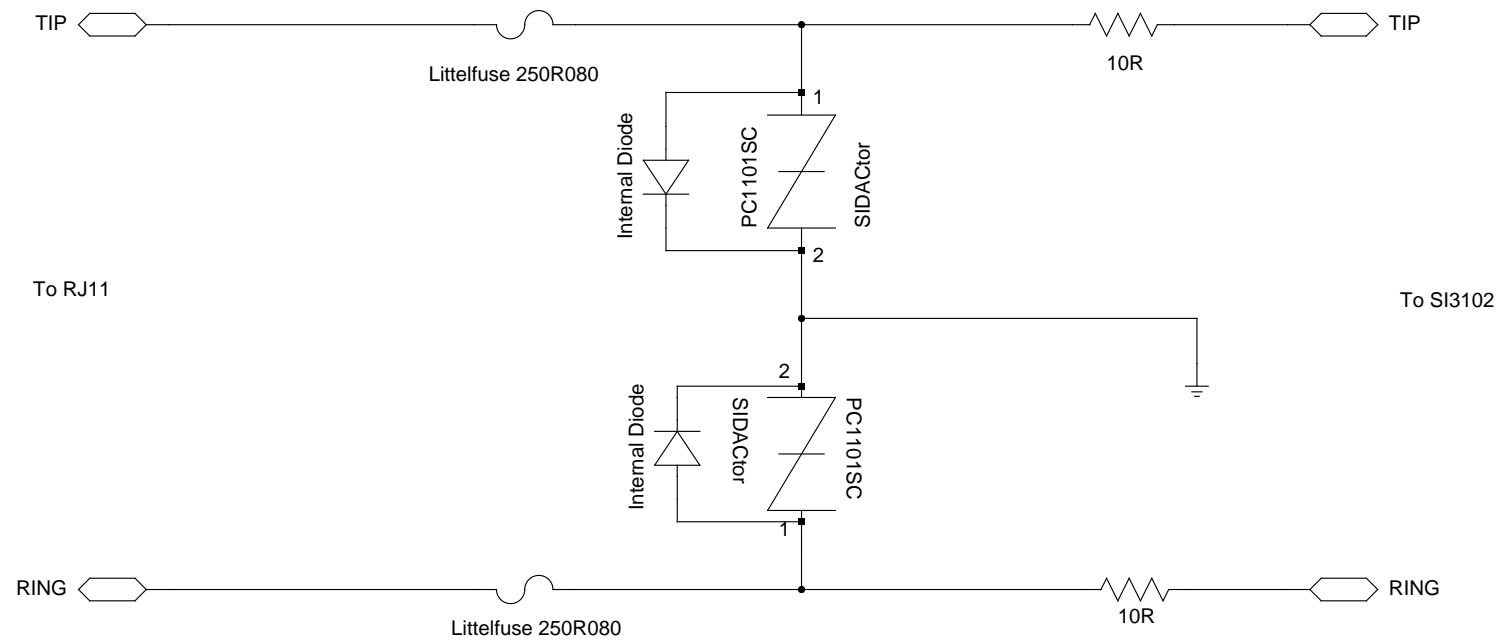 TIP
TIP
Littelfuse 250R080
10R
1
Internal Diode
PC1101SC
SIDACtor
2
To RJ11
To SI3102
2
Internal Diode
SIDACtor
PC1101SC
1
RING
RING
Littelfuse 250R080
10R